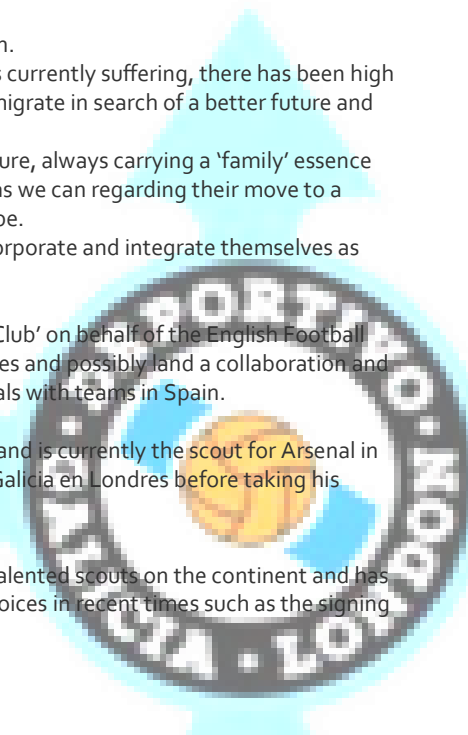 n.
s currently suffering, there has been high
migrate in search of a better future and
ure, always carrying a ‘family’ essence
as we can regarding their move to a
pe.
orporate and integrate themselves as
Club’ on behalf of the English Football
es and possibly land a collaboration and
als with teams in Spain.
and is currently the scout for Arsenal in
Galicia en Londres before taking his
alented scouts on the continent and has
oices in recent times such as the signing
DEPORTIVO · LONDON · GALICIA ·